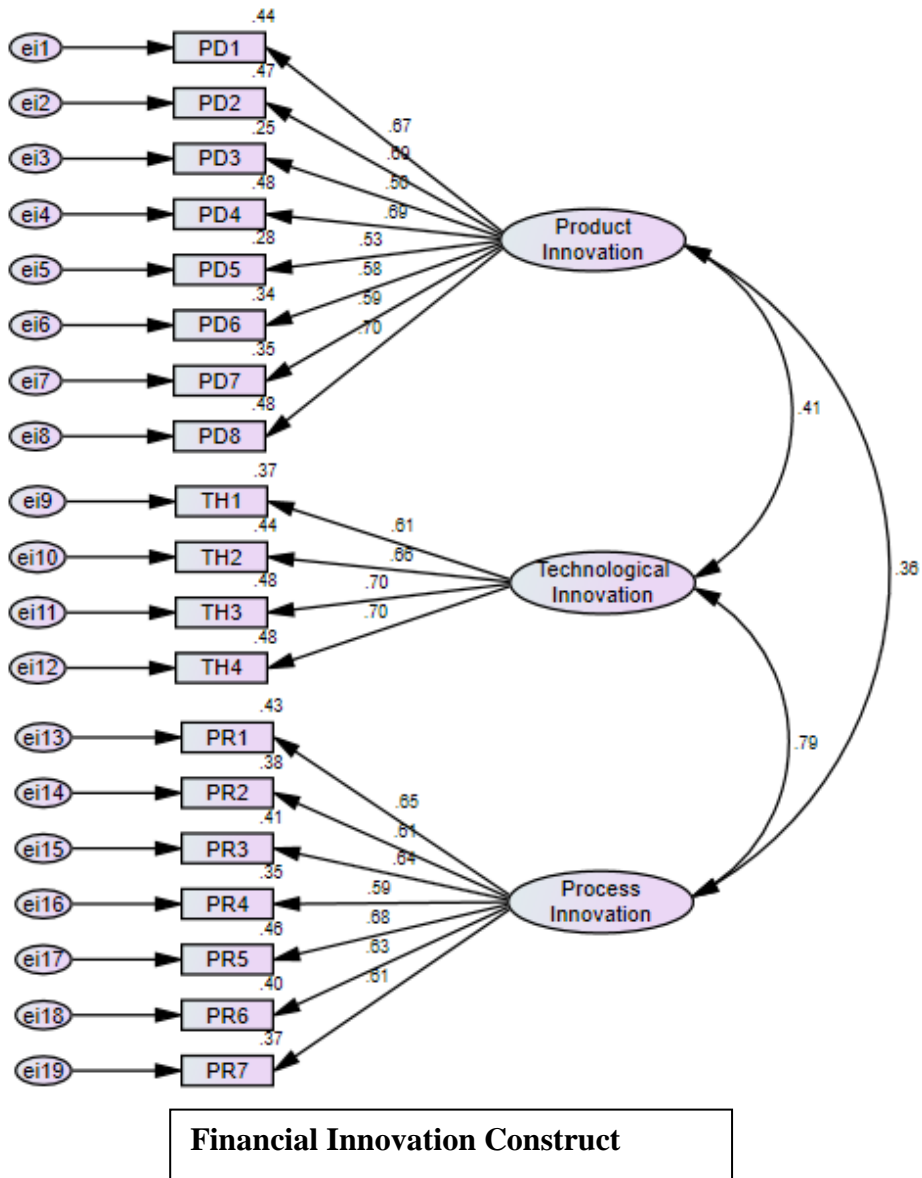 .44
ei1 PD1
.47
.67
ei2 PD2
.25
.69
ei3 PD3
.50
.48
.69
ei4 PD4
Product
Innovation
.28
.53
ei5 PD5
.58
.34
.59
ei6 PD6
.70
.35
ei7 PD7
.48
.41
ei8 PD8
.37
ei9 TH1
.44
.61
ei10 TH2
.66
Technological
Innovation
.36
.48
.70
ei11 TH3
.70
.48
ei12 TH4
.43
ei13 PR1
.79
.38
ei14 PR2
.65
.41
.61
ei15 PR3
.64
.35
.59
ei16 PR4
Process
Innovation
.46
.68
ei17 PR5
.63
.40
.61
ei18 PR6
.37
ei19 PR7
Financial Innovation Construct